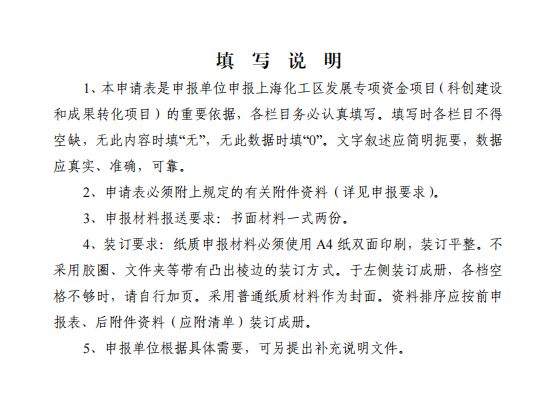 填 写 说 明
1、本申请表是申报单位申报上海化工区发展专项资金项目（科创建设
和成果转化项目）的重要依据，各栏目务必认真填写。填写时各栏目不得
空缺，无此内容时填“无”，无此数据时填“0”。文字叙述应简明扼要，数据
应真实、准确，可靠。
2、申请表必须附上规定的有关附件资料（详见申报要求）。
3、申报材料报送要求：书面材料一式两份。
4、装订要求：纸质申报材料必须使用 A4 纸双面印刷，装订平整。不
采用胶圈、文件夹等带有凸出棱边的装订方式。于左侧装订成册，各档空
格不够时，请自行加页。采用普通纸质材料作为封面。资料排序应按前申
报表、后附件资料（应附清单）装订成册。
5、申报单位根据具体需要，可另提出补充说明文件。